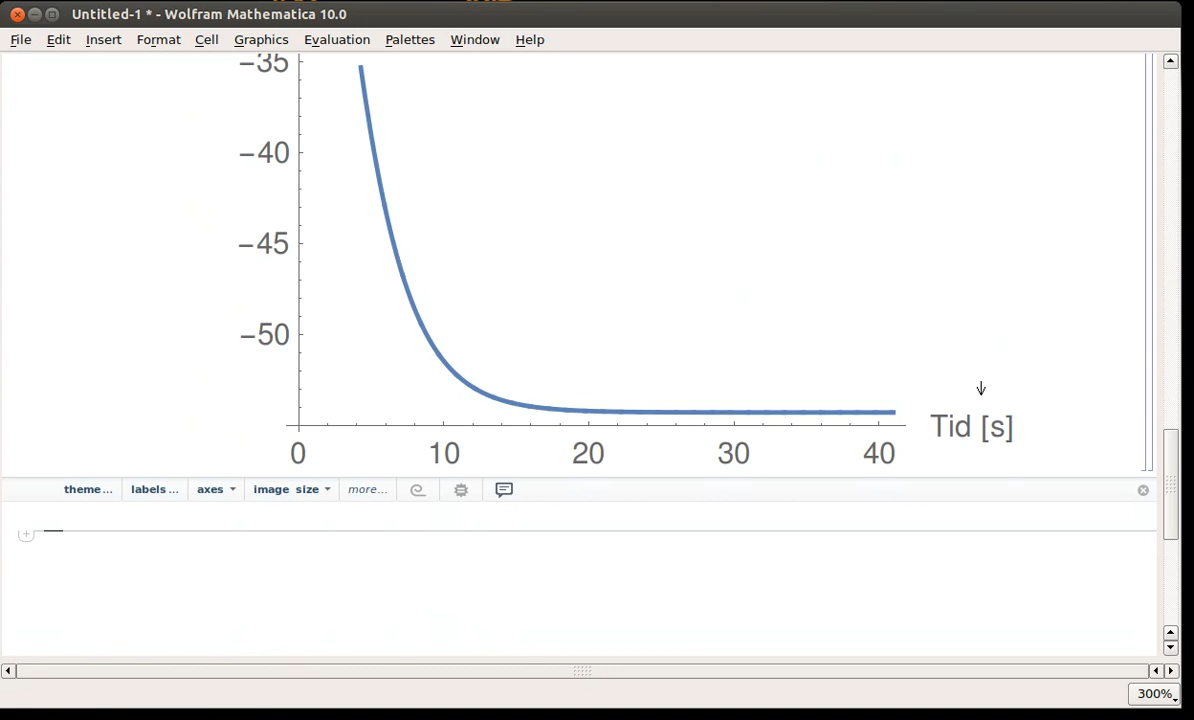 Untitled-1 * - Wolfram Mathematica 10.0
File Edit Insert Format Cell Graphics Evaluation Palettes Window Help
−35
−40
−45
−50
Tid [s]
0 10 20 30 40
theme... labels... axes image size more...
300%